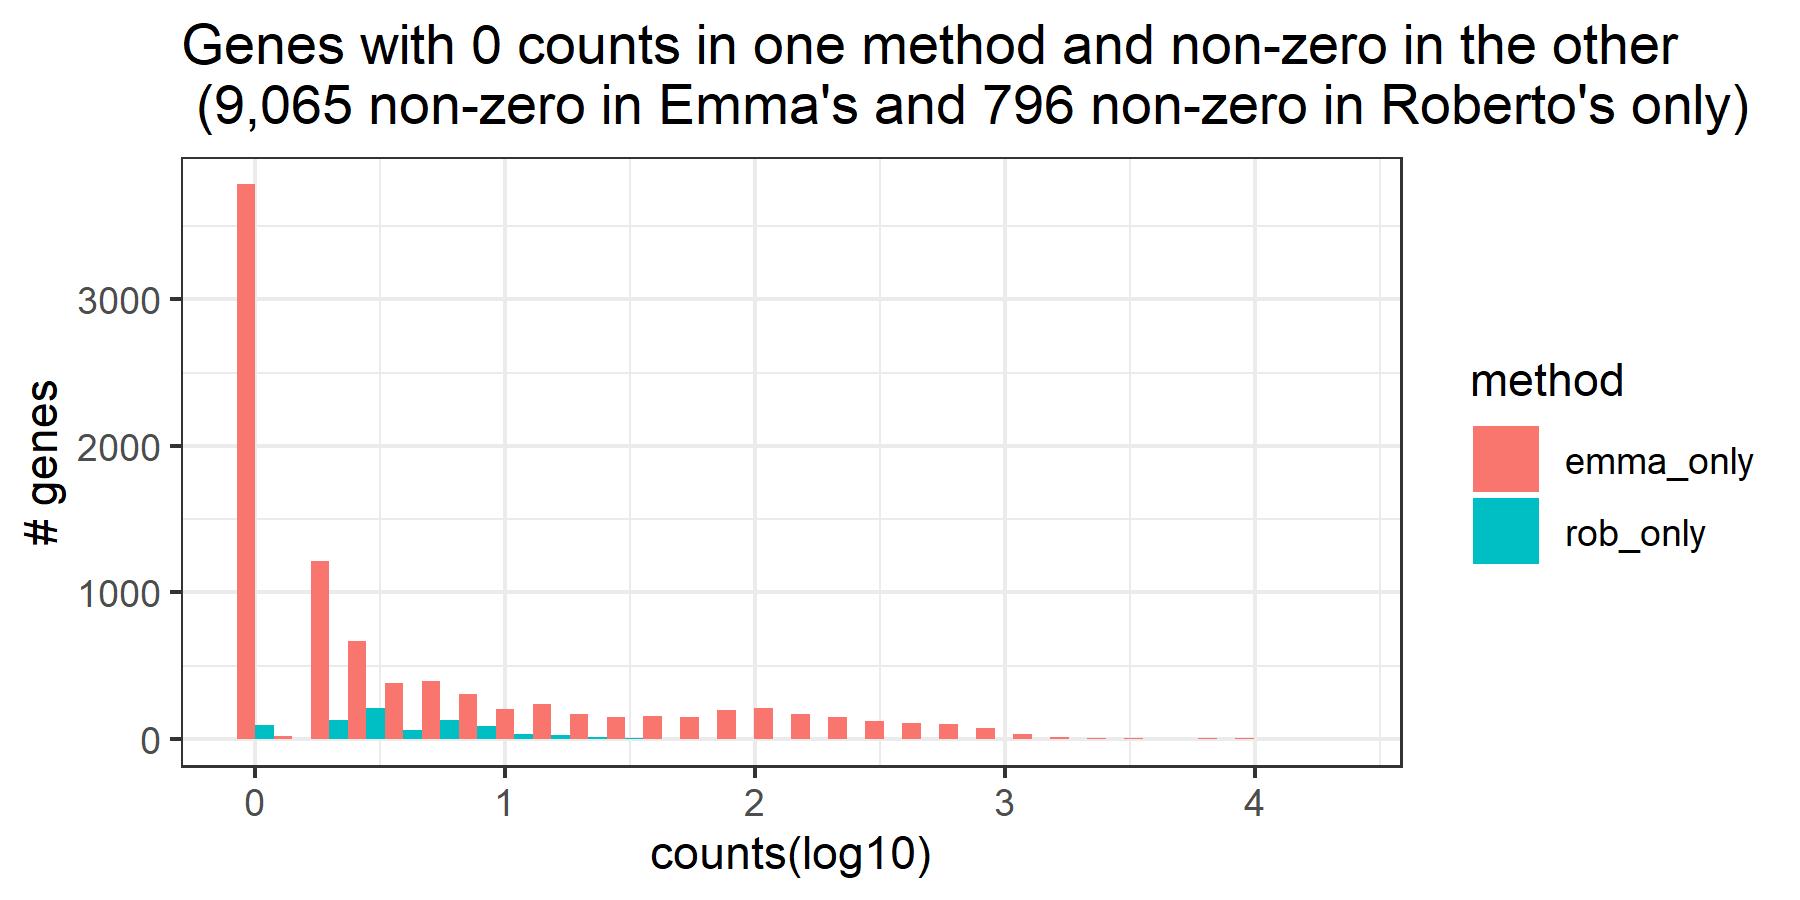 Genes with 0 counts in one method and non-zero in the other
(9,065 non-zero in Emma's and 796 non-zero in Roberto's only)
3000
2000
1000
0
# genes
0 1 2 3 4
counts(log10)
method
emma_only
rob_only